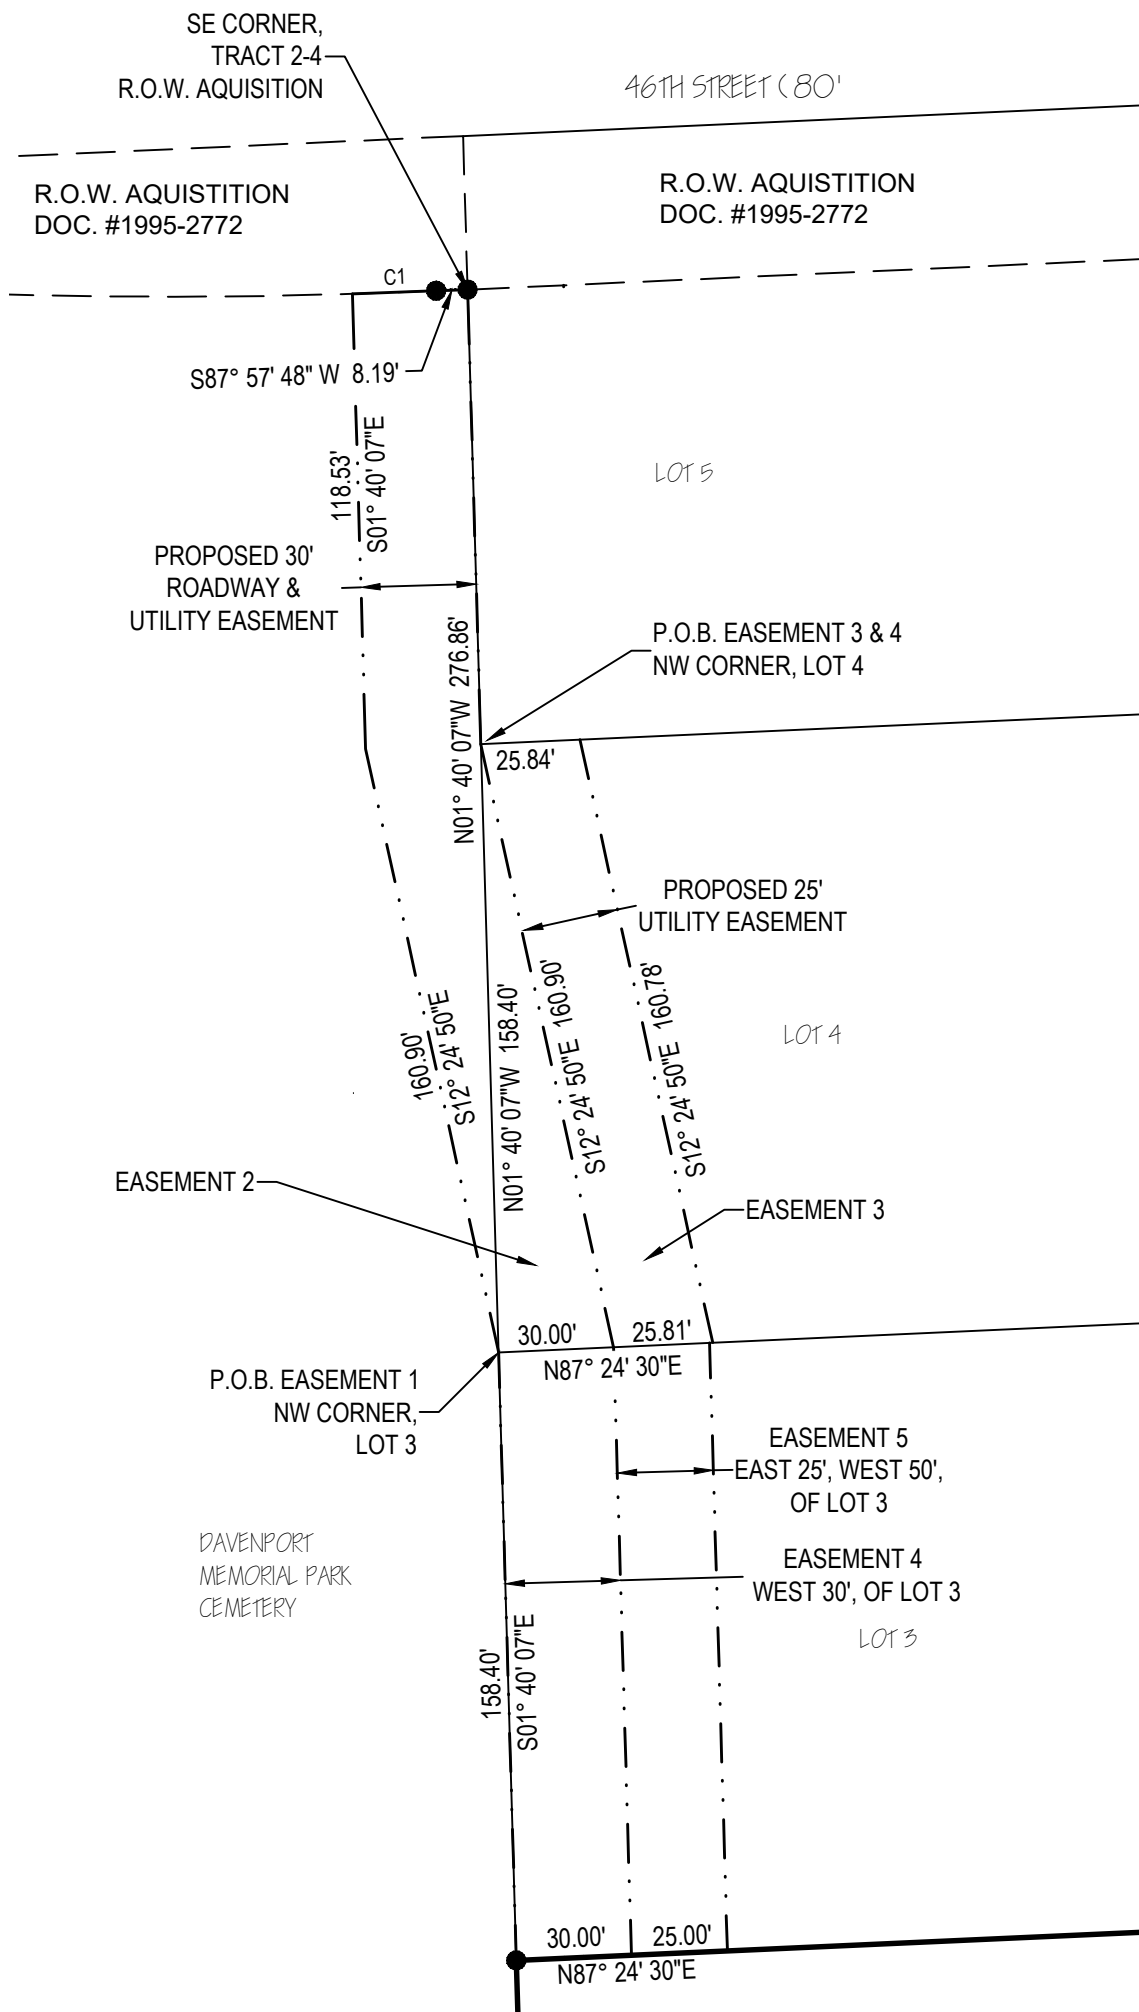 SE CORNER,
TRACT 2-4
R.O.W. AQUISITION
46TH STREET (80'
R.O.W. AQUISTITION
DOC. #1995-2772
R.O.W. AQUISTITION
DOC. #1995-2772
C1
S87° 57' 48" W 8.19'
118.53'
S01° 40' 07"E
LOT 5
PROPOSED 30'
ROADWAY &
UTILITY EASEMENT
N01° 40' 07"W 276.86'
P.O.B. EASEMENT 3 & 4
NW CORNER, LOT 4
25.84'
PROPOSED 25'
UTILITY EASEMENT
160.90'
S12° 24' 50"E
N01° 40' 07"W 158.40'
S12° 24' 50"E 160.90'
S12° 24' 50"E 160.78'
LOT 4
EASEMENT 2
EASEMENT 3
30.00'
25.81'
N87° 24' 30"E
P.O.B. EASEMENT 1
NW CORNER,
LOT 3
EASEMENT 5
EAST 25', WEST 50',
OF LOT 3
DAVENPORT
MEMORIAL PARK
CEMETERY
EASEMENT 4
WEST 30', OF LOT 3
LOT 3
158.40'
S01° 40' 07"E
30.00'
25.00'
N87° 24' 30"E